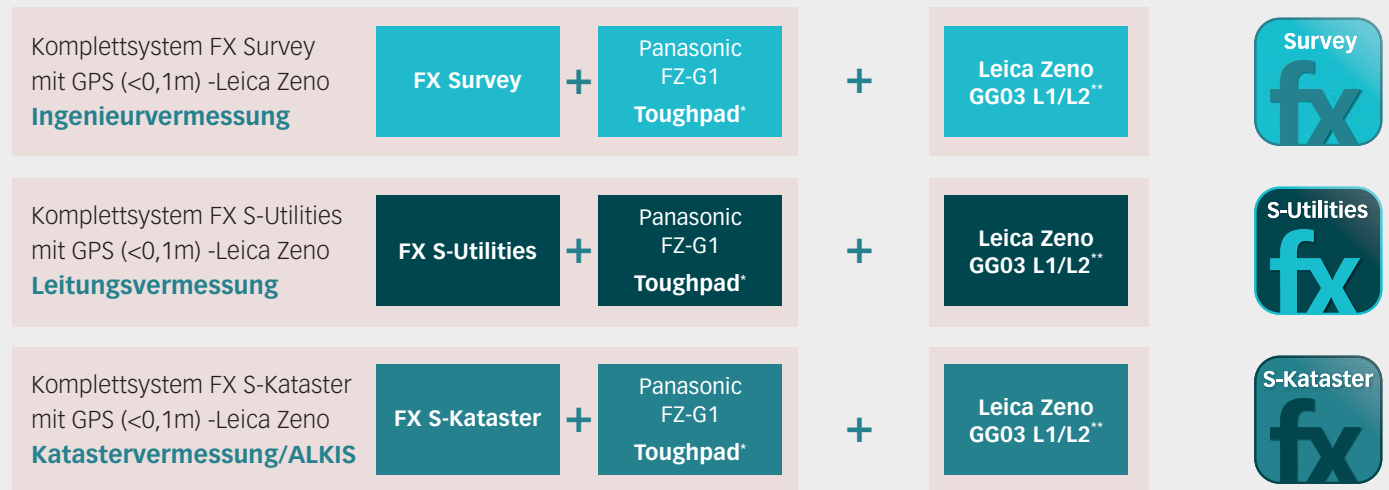 Komplettsystem FX Survey
mit GPS (<0,1m) -Leica Zeno
Ingenieurvermessung
FX Survey
+
Panasonic
FZ-G1
Toughpad*
+
Leica Zeno
GG03 L1/L2**
Survey
fx
Komplettsystem FX S-Utilities
mit GPS (<0,1m) -Leica Zeno
Leitungsvermessung
FX S-Utilities
+
Panasonic
FZ-G1
Toughpad*
+
Leica Zeno
GG03 L1/L2**
S-Utilities
fx
Komplettsystem FX S-Kataster
mit GPS (<0,1m) -Leica Zeno
Katastervermessung/ALKIS
FX S-Kataster
+
Panasonic
FZ-G1
Toughpad*
+
Leica Zeno
GG03 L1/L2**
S-Kataster
fx